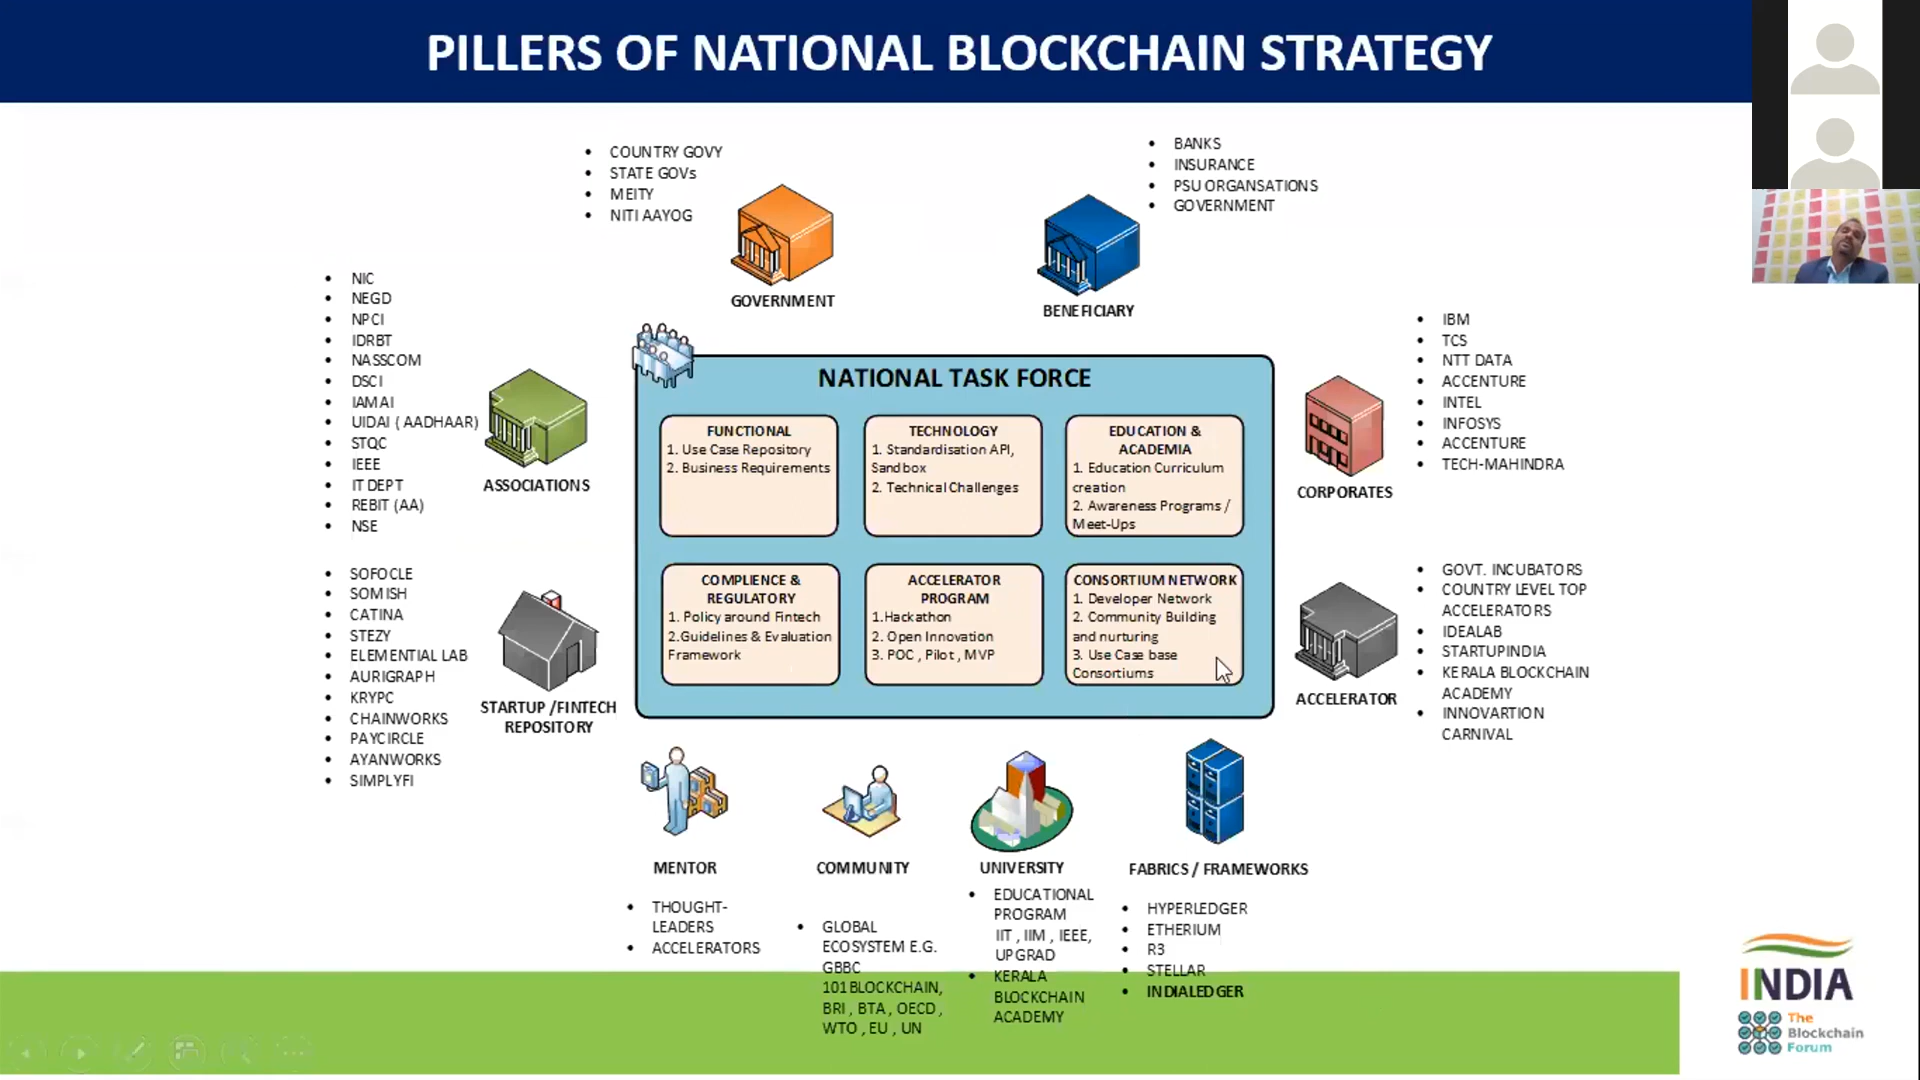 PILLERS OF NATIONAL BLOCKCHAIN STRATEGY
• COUNTRY GOVY
• STATE GOVs
• MEITY
• NITI AAYOG
GOVERNMENT
• BANKS
• INSURANCE
• PSU ORGANSATIONS
• GOVERNMENT
BENEFICIARY
• NIC
• NEGD
• NPCI
• IDRBT
• NASSCOM
• DSCI
• IAMAI
• UIDAI ( AADHAAR)
• STQC
• IEEE
• IT DEPT
• REBIT (AA)
• NSE
ASSOCIATIONS
NATIONAL TASK FORCE
FUNCTIONAL
1. Use Case Repository
2. Business Requirements
TECHNOLOGY
1. Standardisation API,
Sandbox
2. Technical Challenges
EDUCATION &
ACADEMIA
1. Education Curriculum
creation
2. Awareness Programs /
Meet-Ups
COMPLIENCE &
REGULATORY
1. Policy around Fintech
2.Guidelines & Evaluation
Framework
ACCELERATOR
PROGRAM
1.Hackathon
2. Open Innovation
3. POC , Pilot , MVP
CONSORTIUM NETWORK
1. Developer Network
2. Community Building
and nurturing
3. Use Case base
Consortiums
• IBM
• TCS
• NTT DATA
• ACCENTURE
• INTEL
• INFOSYS
• ACCENTURE
• TECH-MAHINDRA
CORPORATES
• SOFOCLE
• SOMISH
• CATINA
• STEZY
• ELEMENTIAL LAB
• AURIGRAPH
• KRYPC
• CHAINWORKS
• PAYCIRCLE
• AYANWORKS
• SIMPLYFI
STARTUP /FINTECH
REPOSITORY
• GOVT. INCUBATORS
• COUNTRY LEVEL TOP
ACCELERATORS
• IDEALAB
• STARTUPINDIA
• KERALA BLOCKCHAIN
ACADEMY
• INNOVARTION
CARNIVAL
ACCELERATOR
MENTOR
• THOUGHT-
LEADERS
• ACCELERATORS
COMMUNITY
• GLOBAL
ECOSYSTEM E.G.
GBBC
101BLOCKCHAIN,
BRI , BTA , OECD ,
WTO , EU , UN
UNIVERSITY
• EDUCATIONAL
PROGRAM
IIT , IIM , IEEE,
UPGRAD
• KERALA
BLOCKCHAIN
ACADEMY
FABRICS / FRAMEWORKS
• HYPERLEDGER
• ETHERIUM
• R3
• STELLAR
• INDIALEDGER
INDIA
The
Blockchain
Forum